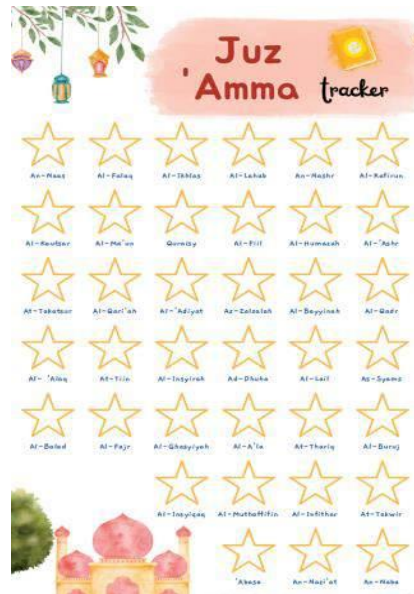 Juz
'Amma tracker
An-Naas Al-Falaq Al-Ikhlas Al-Lahab An-Nashr Al-Kafirun
Al-Kautsar Al-Ma'un Quraisy Al-Fiil Al-Humazah Al-'Ashr
At-Takatsur Al-Qari'ah Al-'Adiyat Az-Zalzalah Al-Bayyinah Al-Qadr
Al-'Alaq At-Tiin Al-Insyirah Ad-Dhuha Al-Lail As-Syams
Al-Balad Al-Fajr Al-Ghasyiyah Al-A'la At-Thariq Al-Buruj
Al-Insyiqaq Al-Muthaffifin Al-Infithar At-Takwir
'Abasa An-Nazi'at An-Naba